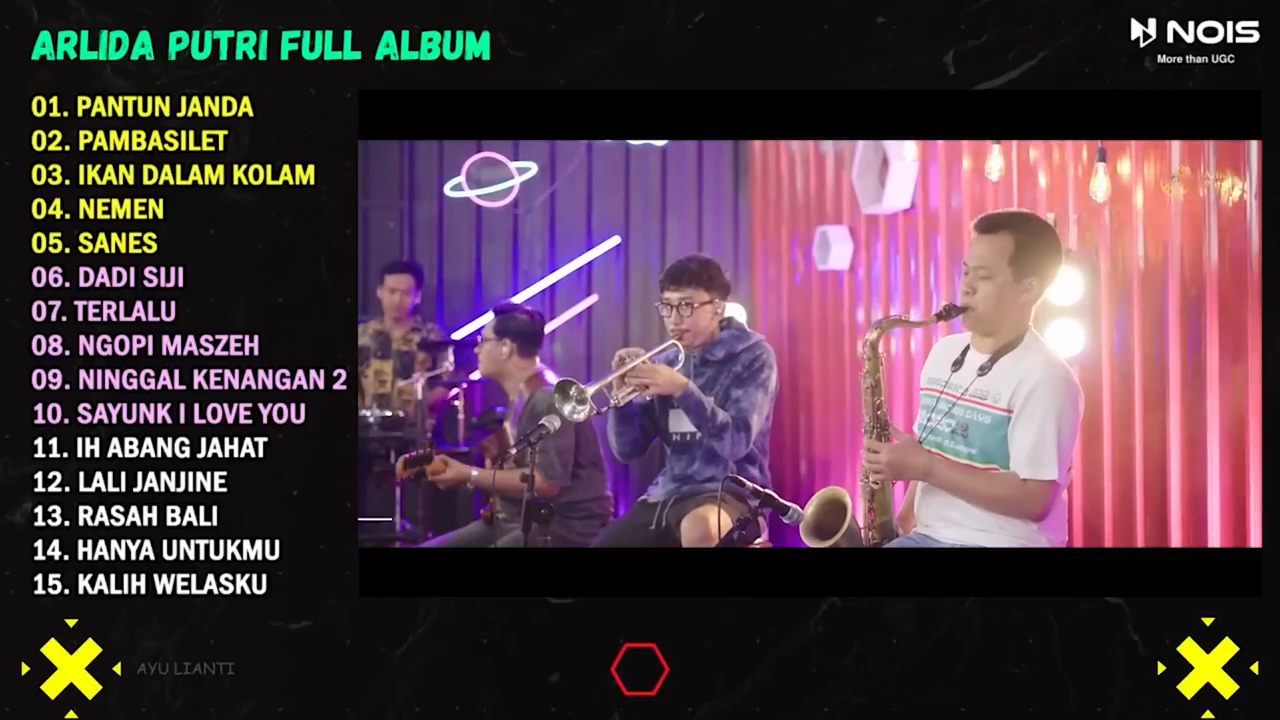 ARLIDA PUTRI FULL ALBUM
NOIS
More than UGC
01. PANTUN JANDA
02. PAMBASILET
03. IKAN DALAM KOLAM
04. NEMEN
05. SANES
06. DADI SIJI
07. TERLALU
08. NGOPI MASZEH
09. NINGGAL KENANGAN 2
10. SAYUNK I LOVE YOU
11. IH ABANG JAHAT
12. LALI JANJINE
13. RASAH BALI
14. HANYA UNTUKMU
15. KALIH WELASKU
AYU LIANTI